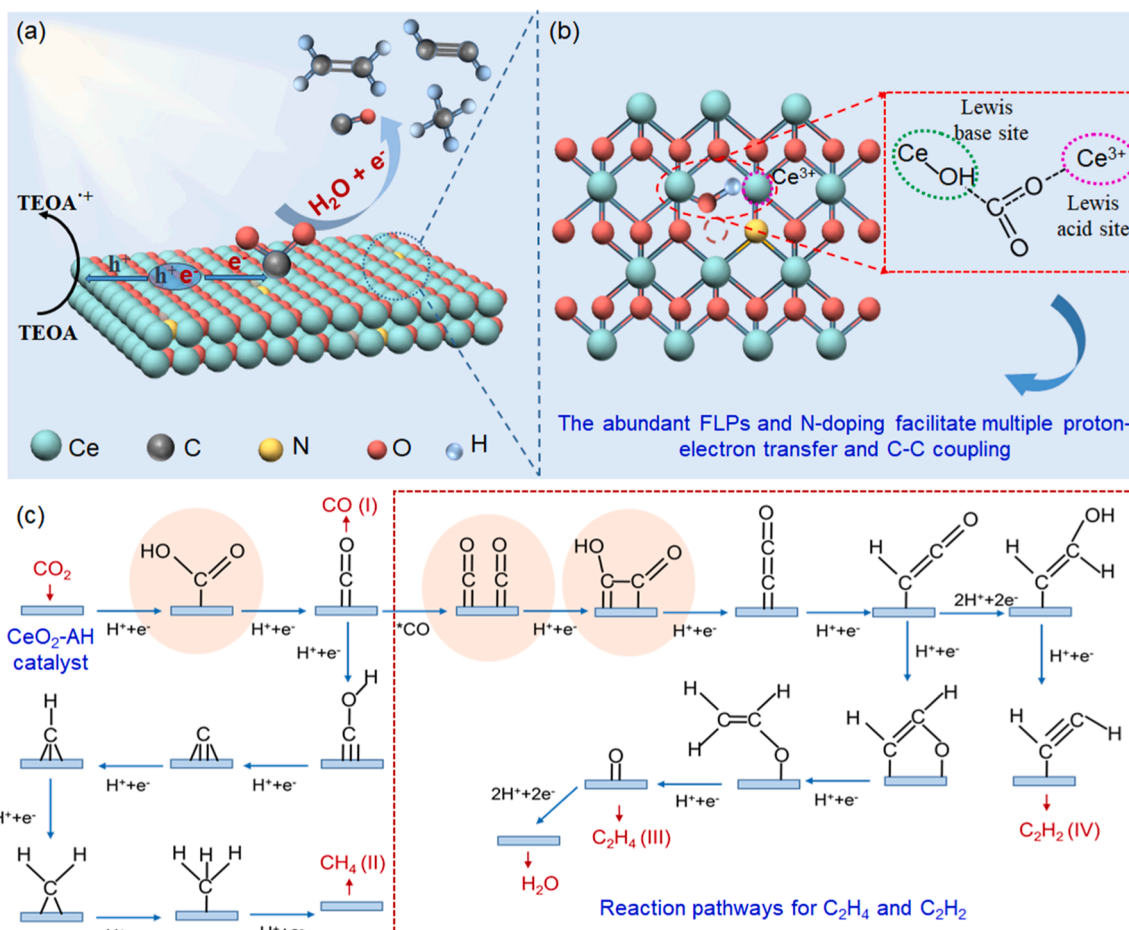 (a)
TEOA˙⁺
h⁺
h⁺ e⁻
e⁻
TEOA
H₂O + e⁻
Ce
C
N
O
H
(b)
Ce³⁺
Lewis
base site
Ce
OH
C
O
O
Ce³⁺
Lewis
acid site
The abundant FLPs and N-doping facilitate multiple proton-
electron transfer and C-C coupling
(c)
CO₂
CeO₂-AH
catalyst
H⁺+e⁻
HO
O
C
H⁺+e⁻
CO (I)
O
C
*CO
O
O
C
C
H⁺+e⁻
HO
O
C
C
H⁺+e⁻
O
C
C
H⁺+e⁻
H
C
C
O
2H⁺+2e⁻
OH
H
C
C
H
H⁺+e⁻
H⁺+e⁻
H⁺+e⁻
H
O
C
H⁺+e⁻
C
H⁺+e⁻
H
C
H⁺+e⁻
H
H
C
H
H
H
C
CH₄ (II)
H
H
C
C
O
H⁺+e⁻
H
H
C
C
H
O
H⁺+e⁻
O
C₂H₄ (III)
2H⁺+2e⁻
H₂O
H
C
C
H
C₂H₂ (IV)
Reaction pathways for C₂H₄ and C₂H₂